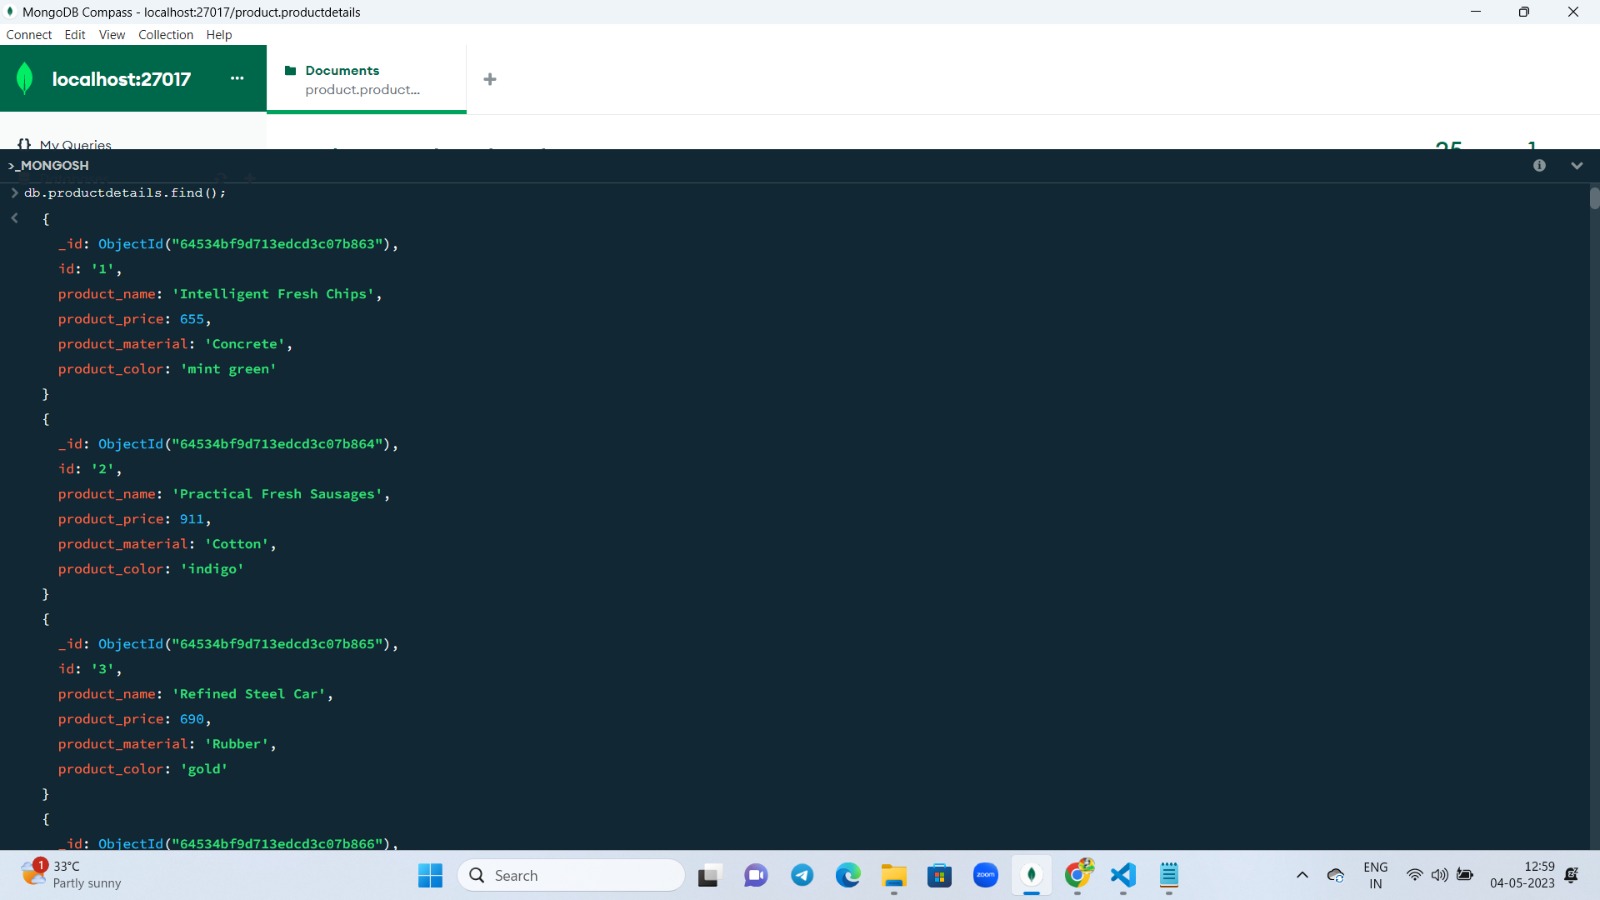 MongoDB Compass - localhost:27017/product.productdetails
Connect Edit View Collection Help
localhost:27017 ...
Documents
product.product...
{} My Queries
25 1
>_MONGOSH
db.productdetails.find();
{
_id: ObjectId("64534bf9d713edcd3c07b863"),
id: '1',
product_name: 'Intelligent Fresh Chips',
product_price: 655,
product_material: 'Concrete',
product_color: 'mint green'
}
{
_id: ObjectId("64534bf9d713edcd3c07b864"),
id: '2',
product_name: 'Practical Fresh Sausages',
product_price: 911,
product_material: 'Cotton',
product_color: 'indigo'
}
{
_id: ObjectId("64534bf9d713edcd3c07b865"),
id: '3',
product_name: 'Refined Steel Car',
product_price: 690,
product_material: 'Rubber',
product_color: 'gold'
}
{
_id: ObjectId("64534bf9d713edcd3c07b866"),
1
33°C
Partly sunny
Search
zoom
ENG
IN
12:59
04-05-2023